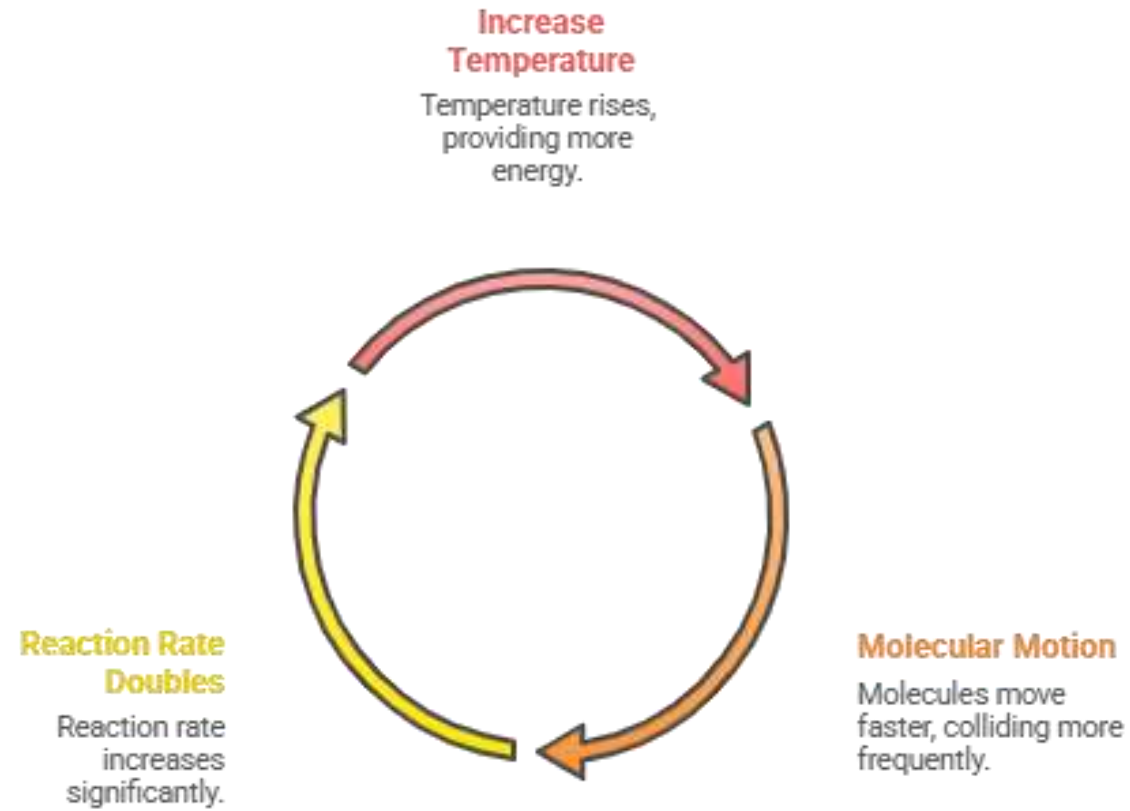 Increase
Temperature
Temperature rises,
providing more
energy.
Reaction Rate
Doubles
Reaction rate
increases
significantly.
Molecular Motion
Molecules move
faster, colliding more
frequently.